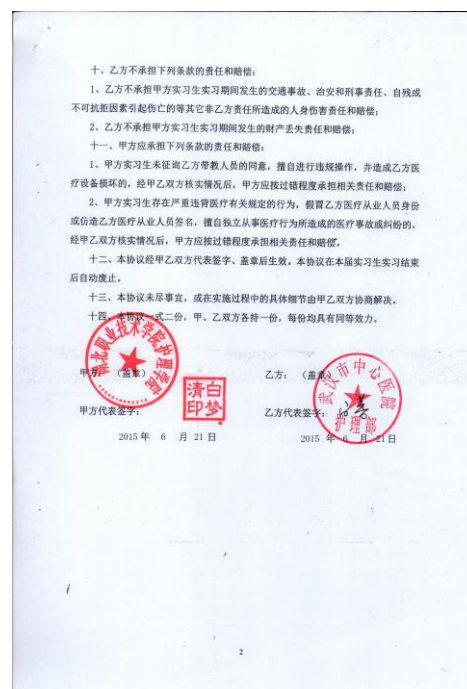 十、乙方不承担下列条款的责任和赔偿：
1、乙方不承担甲方实习生实习期间发生的交通事故、治安和刑事责任、自残或
不可抗拒因素引起伤亡的等其它非乙方责任所造成的人身伤害责任和赔偿；
2、乙方不承担甲方实习生实习期间发生的财产丢失责任和赔偿；
十一、甲方应承担下列条款的责任和赔偿：
1、甲方实习生未征询乙方带教人员的同意，擅自进行违规操作，并造成乙方医
疗设备损坏的，经甲乙双方核实情况后，甲方应按过错程度承担相关责任和赔偿；
2、甲方实习生存在严重违背医疗有关规定的行为，假冒乙方医疗从业人员身份
或仿造乙方医疗从业人员签名，擅自独立从事医疗行为所造成的医疗事故或纠纷的，
经甲乙双方核实情况后，甲方应按过错程度承担相关责任和赔偿。
十二、本协议经甲乙双方代表签字、盖章后生效。本协议在本届实习生实习结束
后自动废止。
十三、本协议未尽事宜，或在实施过程中的具体细节由甲乙双方协商解决。
十四、本协议一式二份，甲、乙双方各持一份，每份均具有同等效力。
湖北职业技术学院护理学院
甲方：（盖章）
乙方：（盖章）
武汉市中心医院
护理部
白梦清印
甲方代表签字：
乙方代表签字：
2015 年 6 月 21 日
2015 年 6 月 21 日
2